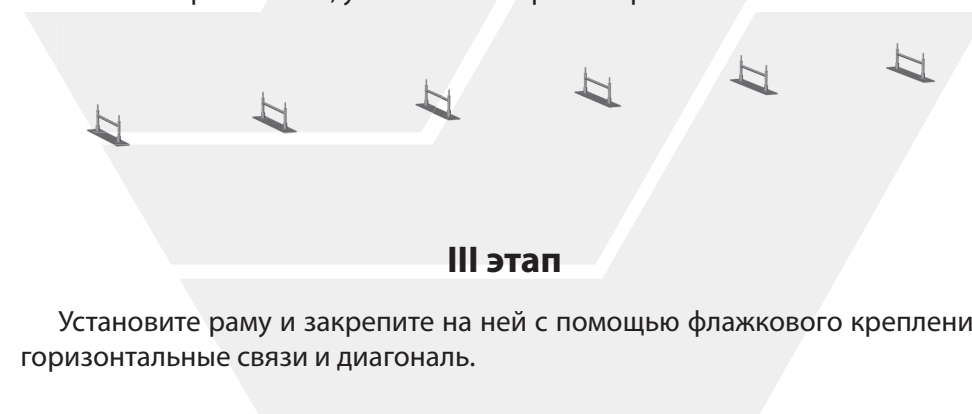 III этап
Установите раму и закрепите на ней с помощью флажкового креплени
горизонтальные связи и диагональ.